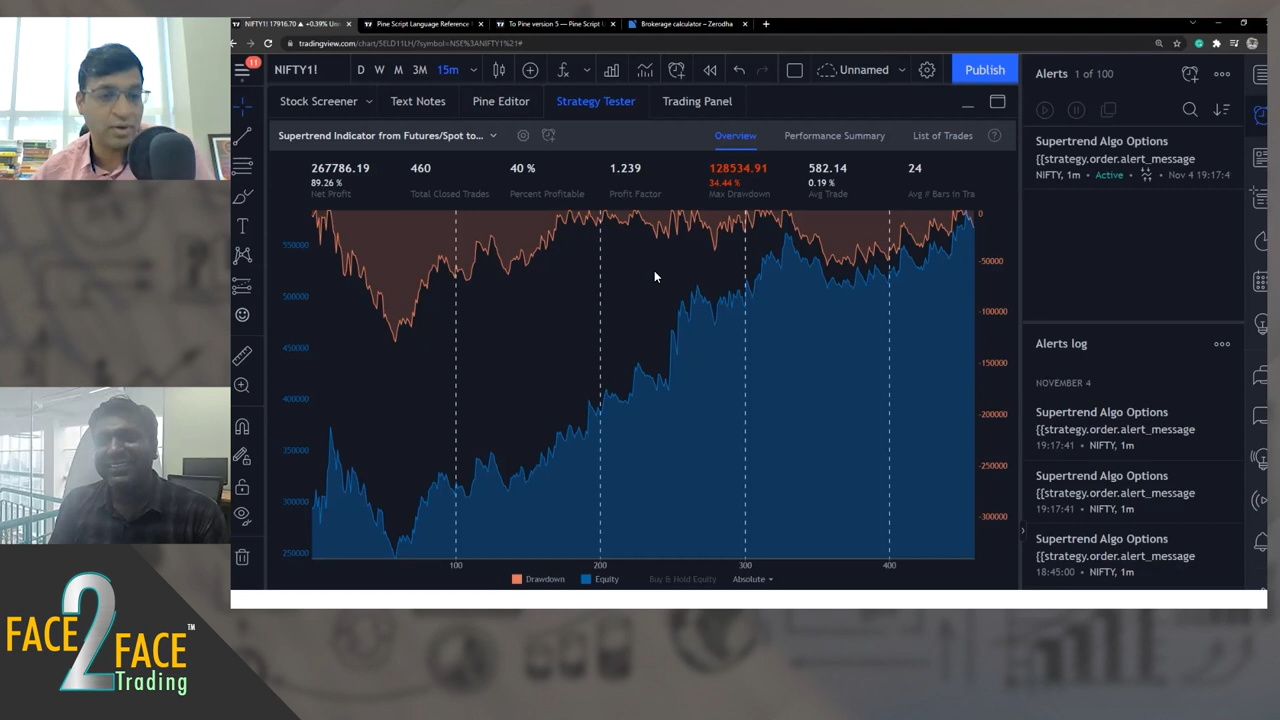 NIFTY1! 17916.70 ▲ +0.39% Unn
Pine Script Language Reference
To Pine version 5 — Pine Script
Brokerage calculator – Zerodha
tradingview.com/chart/5ELD11LH/?symbol=NSE%3ANIFTY1%21#
11
NIFTY1!
D W M 3M 15m
Unnamed
Publish
Stock Screener
Text Notes
Pine Editor
Strategy Tester
Trading Panel
Supertrend Indicator from Futures/Spot to...
Overview
Performance Summary
List of Trades
267786.19
89.26 %
Net Profit
460
Total Closed Trades
40 %
Percent Profitable
1.239
Profit Factor
128534.91
34.44 %
Max Drawdown
582.14
0.19 %
Avg Trade
24
Avg # Bars in Tra
550000
500000
450000
400000
350000
300000
250000
0
-50000
-100000
-150000
-200000
-250000
-300000
100
200
300
400
Drawdown
Equity
Buy & Hold Equity
Absolute
Alerts 1 of 100
Supertrend Algo Options
{{strategy.order.alert_message
NIFTY, 1m • Active • Nov 4 19:17:4
Alerts log
NOVEMBER 4
Supertrend Algo Options
{{strategy.order.alert_message
19:17:41 • NIFTY, 1m
Supertrend Algo Options
{{strategy.order.alert_message
19:17:41 • NIFTY, 1m
Supertrend Algo Options
{{strategy.order.alert_message
18:45:00 • NIFTY, 1m
FACE
2
FACE™
Trading